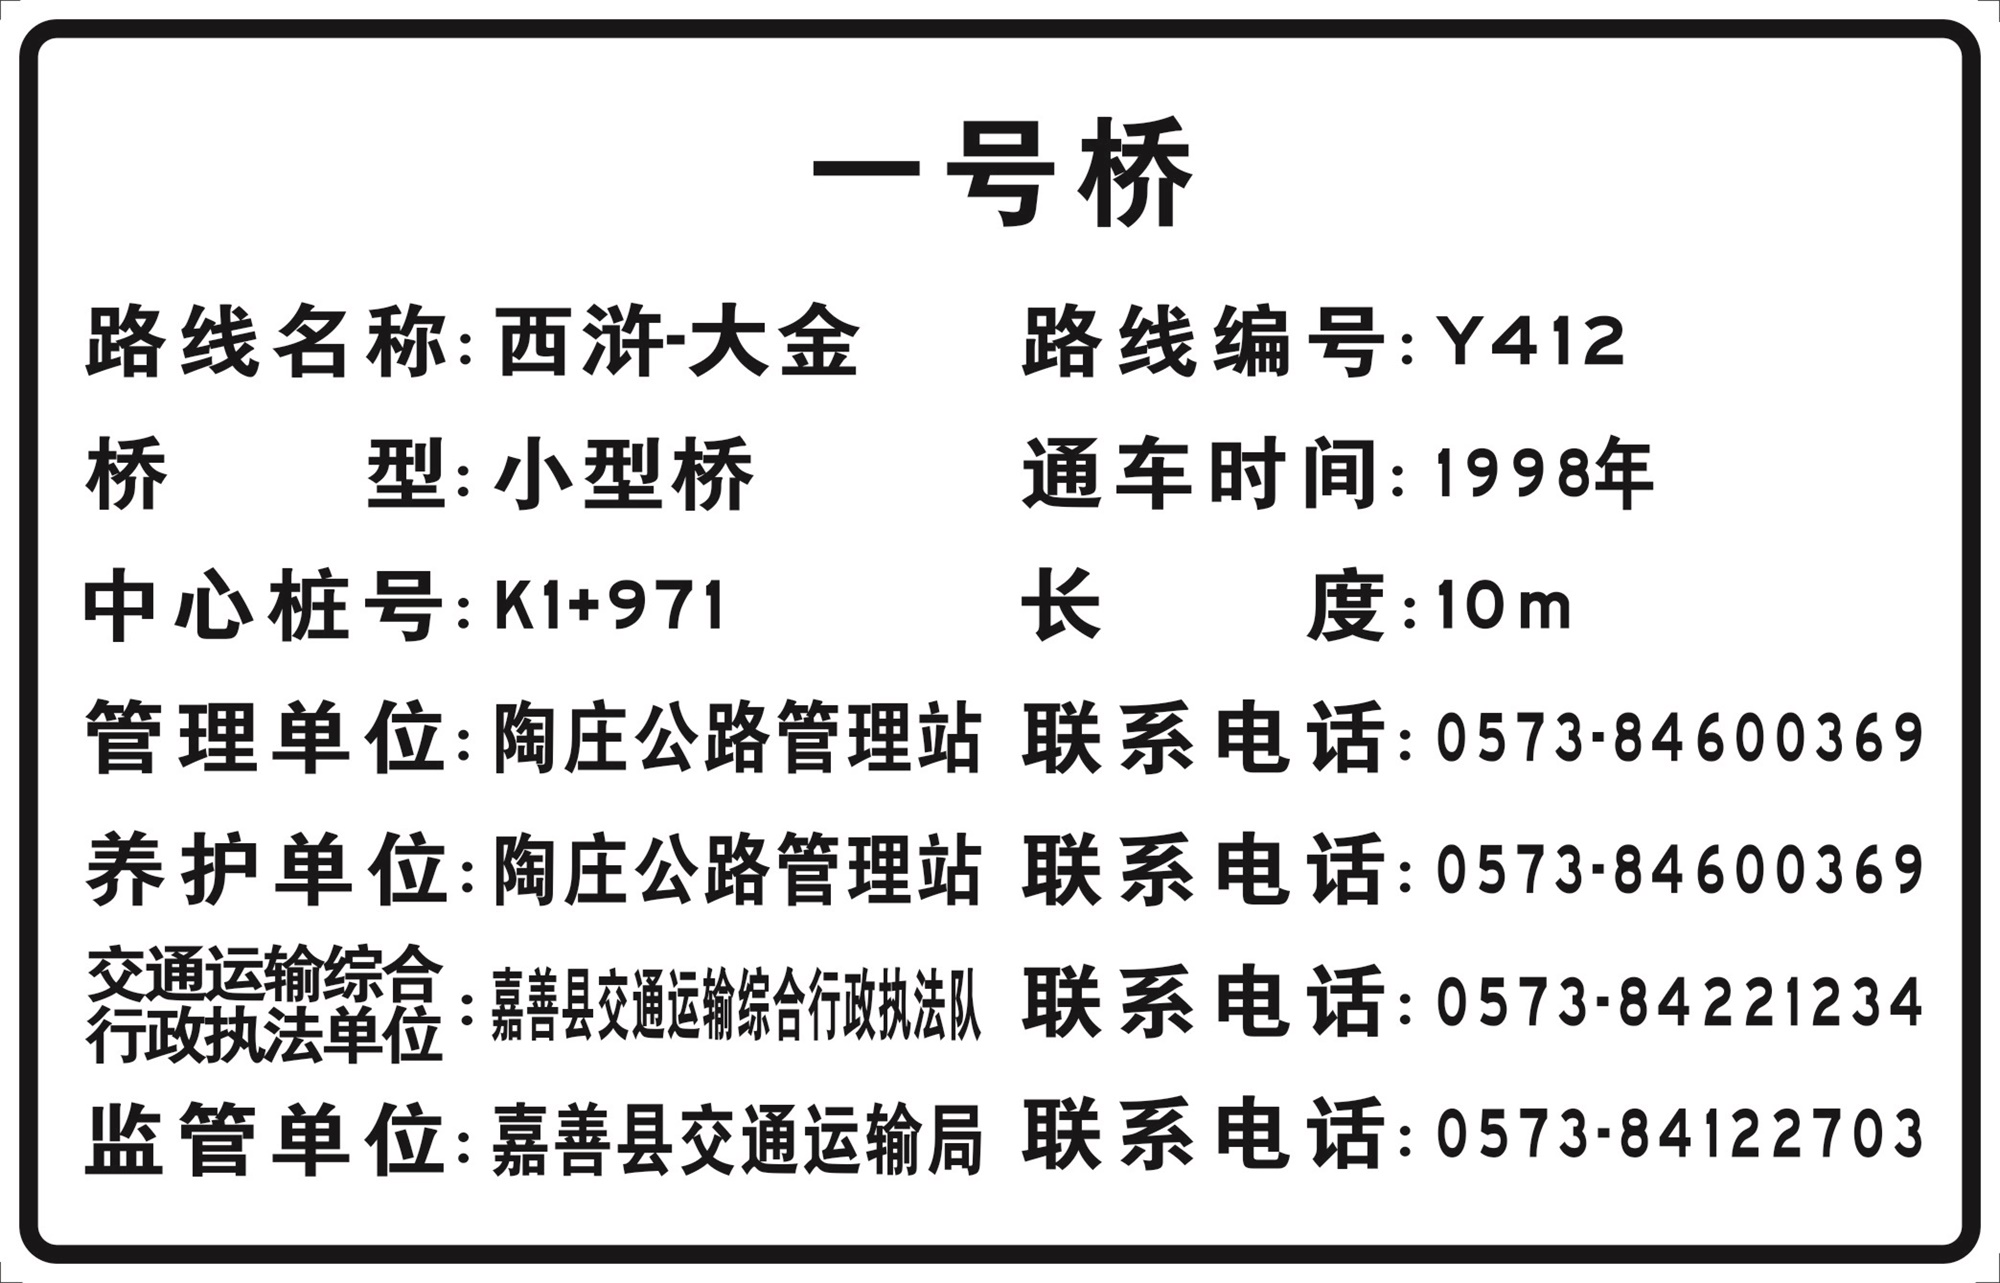 一号桥
路线名称：西浒-大金 路线编号：Y412
桥型：小型桥 通车时间：1998年
中心桩号：K1+971 长度：10m
管理单位：陶庄公路管理站 联系电话：0573-84600369
养护单位：陶庄公路管理站 联系电话：0573-84600369
交通运输综合
行政执法单位：嘉善县交通运输综合行政执法队 联系电话：0573-84221234
监管单位：嘉善县交通运输局 联系电话：0573-84122703